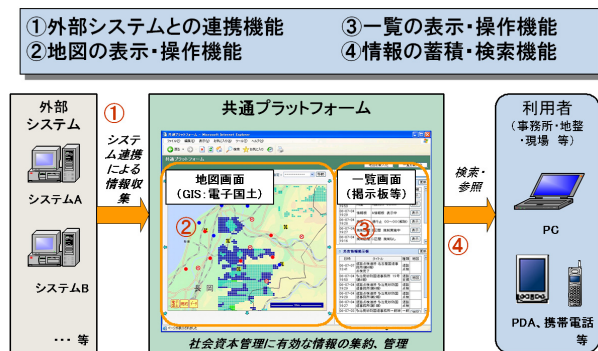 ①外部システムとの連携機能
③一覧の表示・操作機能
②地図の表示・操作機能
④情報の蓄積・検索機能
外部
システム
システムA
システムB
… 等
①
システ
ム連携
による
情報収
集
共通プラットフォーム
地図画面
(GIS:電子国土)
②
長岡
一覧画面
(掲示板等)
③
社会資本管理に有効な情報の集約、管理
検索・
参照
④
利用者
(事務所・地整
・現場 等)
PC
PDA、携帯電話
等